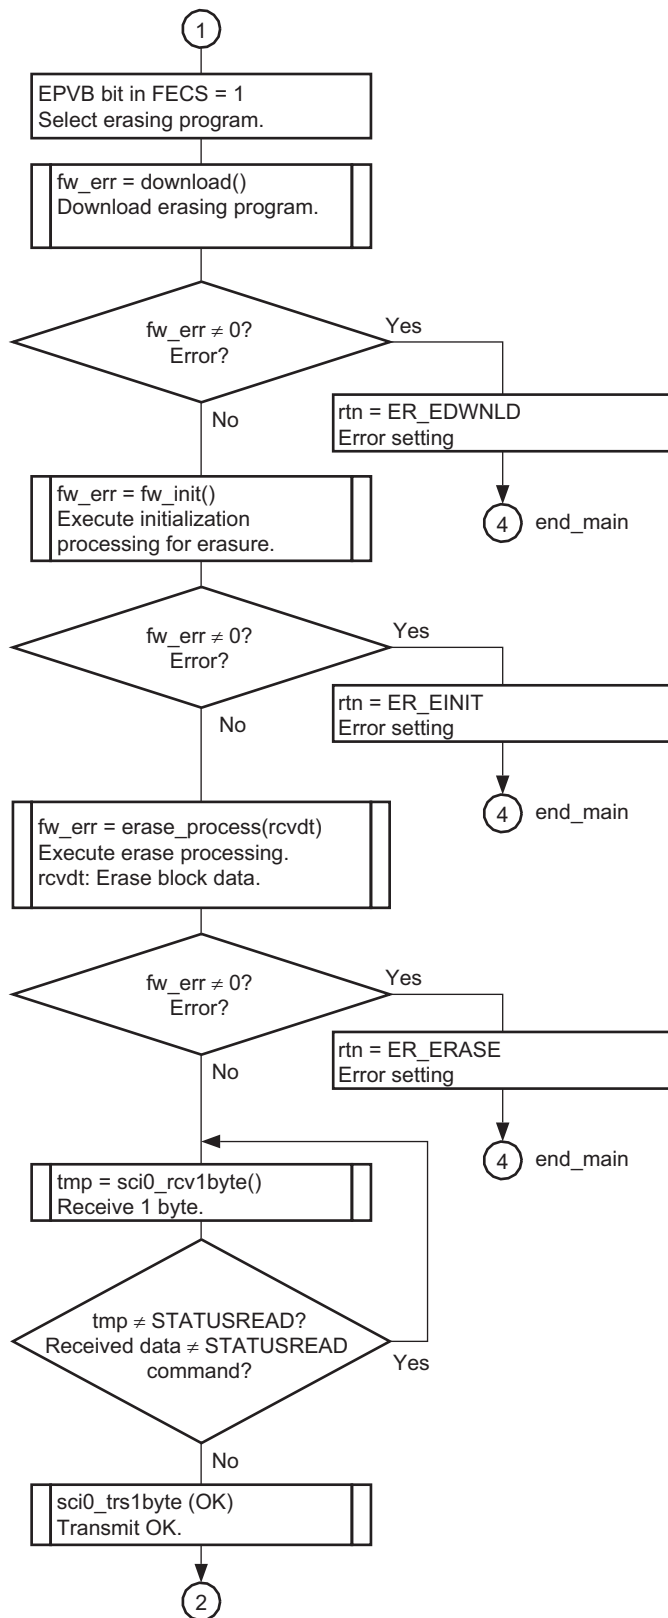 1
EPVB bit in FECS = 1
Select erasing program.
fw_err = download()
Download erasing program.
fw_err ≠ 0?
Error?
Yes
No
rtn = ER_EDWNLD
Error setting
4 end_main
fw_err = fw_init()
Execute initialization
processing for erasure.
fw_err ≠ 0?
Error?
Yes
No
rtn = ER_EINIT
Error setting
4 end_main
fw_err = erase_process(rcvdt)
Execute erase processing.
rcvdt: Erase block data.
fw_err ≠ 0?
Error?
Yes
No
rtn = ER_ERASE
Error setting
4 end_main
tmp = sci0_rcv1byte()
Receive 1 byte.
tmp ≠ STATUSREAD?
Received data ≠ STATUSREAD
command?
Yes
No
sci0_trs1byte (OK)
Transmit OK.
2